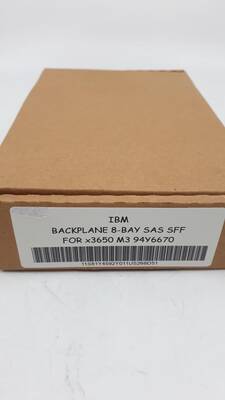 IBM
BACKPLANE 8-BAY SAS SFF
FOR x3650 M3 94Y6670